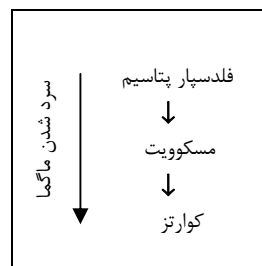 فلدسپار پتاسیم
↓
مسکوویت
↓
کوارتز
سرد شدن ماگما